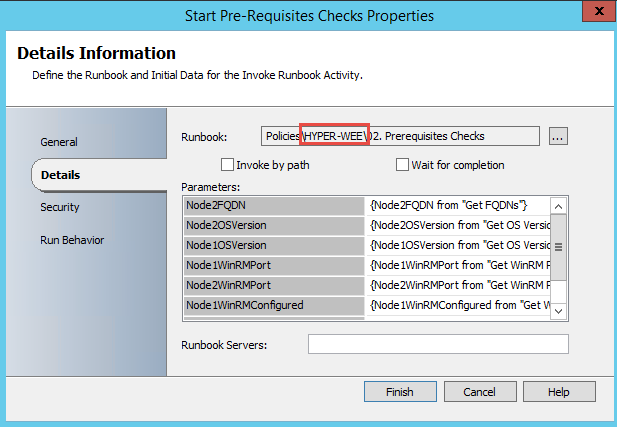 Start Pre-Requisites Checks Properties
x
Details Information
Define the Runbook and Initial Data for the Invoke Runbook Activity.
General
Details
Security
Run Behavior
Runbook: Policies\HYPER-WEE\02. Prerequisites Checks ...
Invoke by path Wait for completion
Parameters:
Node2FQDN {Node2FQDN from "Get FQDNs"}
Node2OSVersion {Node2OSVersion from "Get OS Versio
Node1OSVersion {Node1OSVersion from "Get OS Versio
Node1WinRMPort {Node1WinRMPort from "Get WinRM P
Node2WinRMPort {Node2WinRMPort from "Get WinRM P
Node1WinRMConfigured {Node1WinRMConfigured from "Get W
Runbook Servers:
Finish Cancel Help